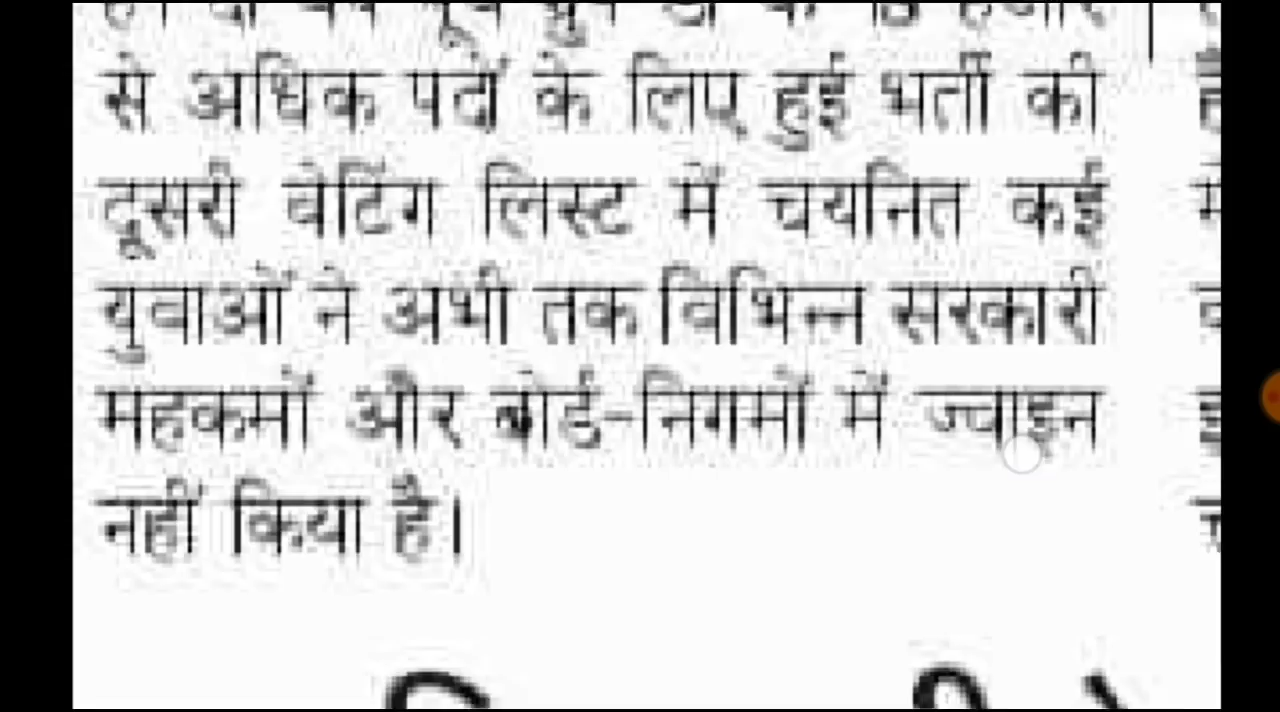 से अधिक पदों के लिए हुई भर्ती की
दूसरी वेटिंग लिस्ट में चयनित कई
युवाओं ने अभी तक विभिन्न सरकारी
महकमों और बोर्ड-निगमों में ज्वाइन
नहीं किया है।